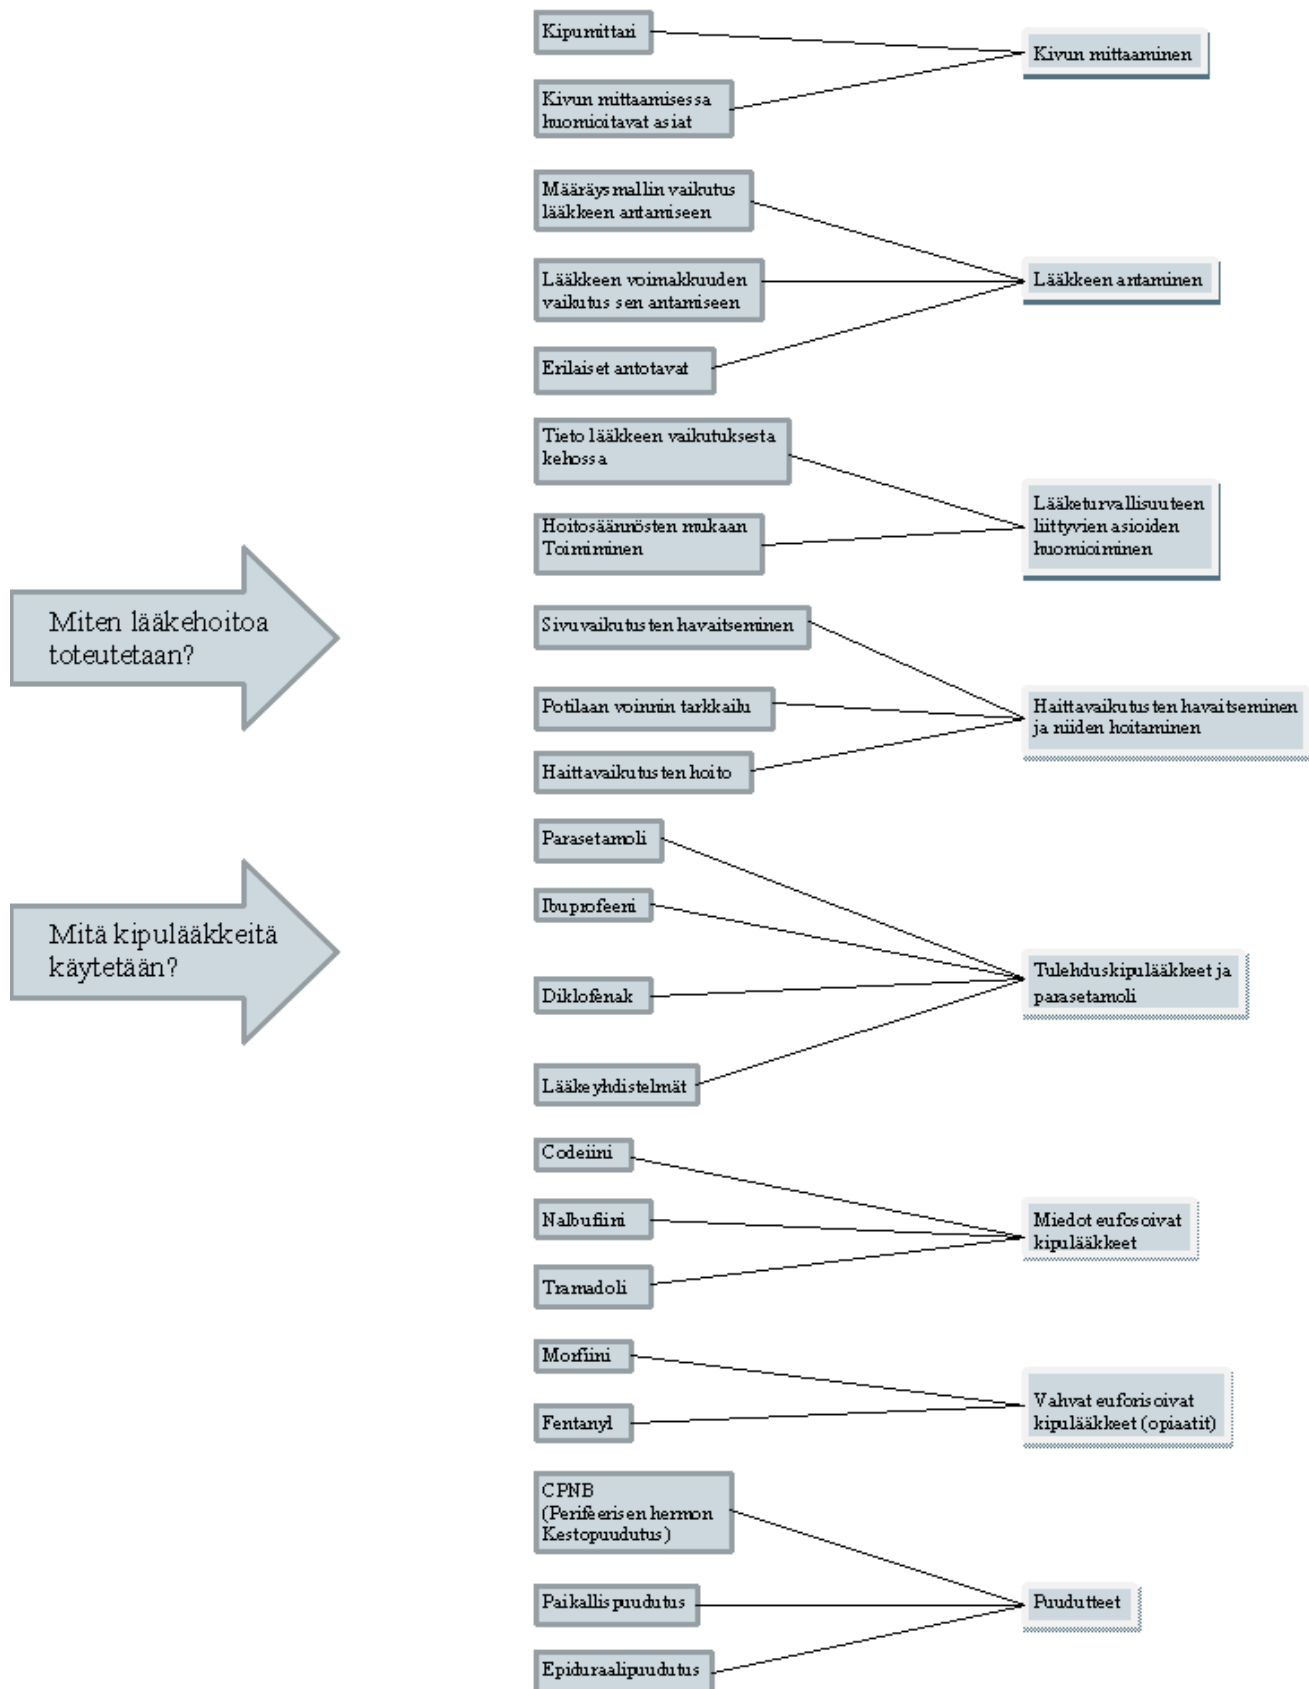 Kipumittari
Kivun mittaaminen
Kivun mittaamisessa
huomioitavat asiat
Määräysmallin vaikutus
lääkkeen antamiseen
Lääkkeen voimakkuuden
vaikutus sen antamiseen
Lääkkeen antaminen
Erilaiset antotavat
Tieto lääkkeen vaikutuksesta
kehossa
Hoitosäännösten mukaan
Toimiminen
Lääketurvallisuuteen
liittyvien asioiden
huomioiminen
Miten lääkehoitoa
toteutetaan?
Sivuvaikutusten havaitseminen
Potilaan voinnin tarkkailu
Haittavaikutusten havaitseminen
ja niiden hoitaminen
Haittavaikutusten hoito
Mitä kipulääkkeitä
käytetään?
Parasetamoli
Ibuprofeeni
Diklofenak
Tulehduskipulääkkeet ja
parasetamoli
Lääkeyhdistelmät
Codeiini
Nalbufiini
Miedot eufosoivat
kipulääkkeet
Tramadoli
Morfiini
Fentanyl
Vahvat euforisoivat
kipulääkkeet (opiaatit)
CPNB
(Perifeerisen hermon
Kestopuudutus)
Paikallispuudutus
Puudutteet
Epiduraalipuudutus